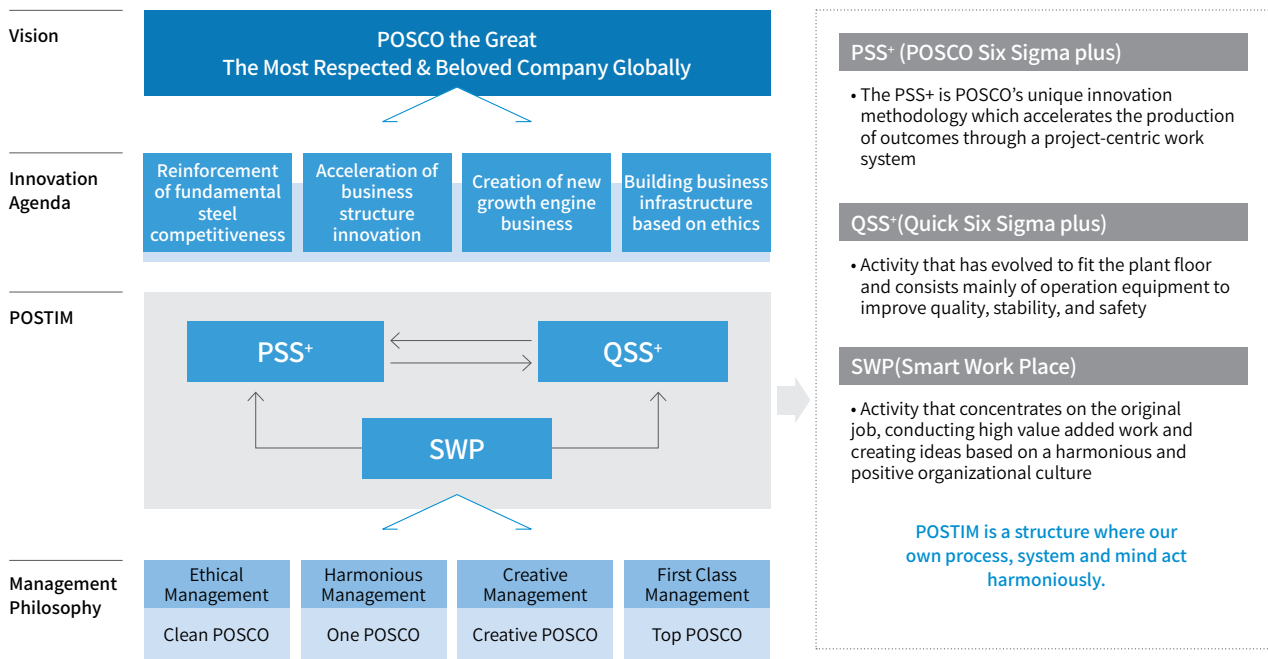 Vision
POSCO the Great
The Most Respected & Beloved Company Globally
Innovation
Agenda
Reinforcement
of fundamental
steel
competitiveness
Acceleration of
business
structure
innovation
Creation of new
growth engine
business
Building business
infrastructure
based on ethics
POSTIM
PSS⁺
QSS⁺
SWP
Management
Philosophy
Ethical
Management
Clean POSCO
Harmonious
Management
One POSCO
Creative
Management
Creative POSCO
First Class
Management
Top POSCO
PSS⁺ (POSCO Six Sigma plus)
• The PSS+ is POSCO’s unique innovation
methodology which accelerates the production
of outcomes through a project-centric work
system
QSS⁺(Quick Six Sigma plus)
• Activity that has evolved to fit the plant floor
and consists mainly of operation equipment to
improve quality, stability, and safety
SWP(Smart Work Place)
• Activity that concentrates on the original
job, conducting high value added work and
creating ideas based on a harmonious and
positive organizational culture
POSTIM is a structure where our
own process, system and mind act
harmoniously.